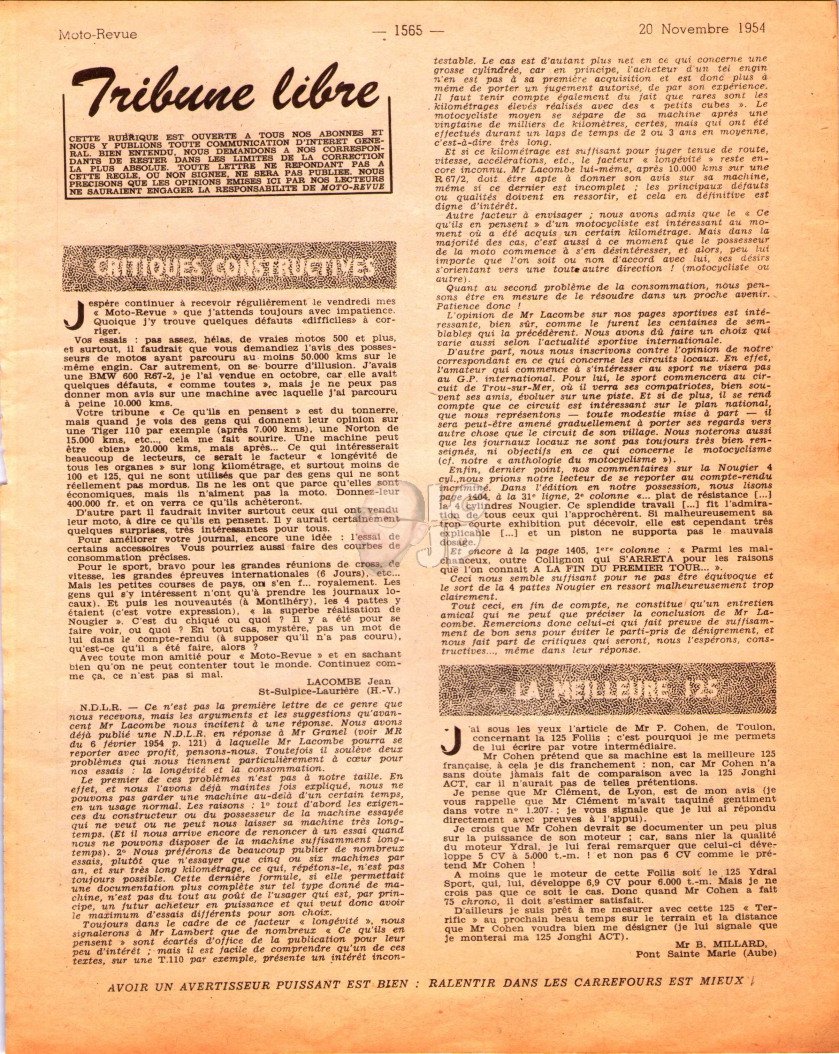 Moto-Revue
— 1565 —
20 Novembre 1954
Tribune libre
CETTE RUBRIQUE EST OUVERTE A TOUS NOS ABONNES ET
NOUS Y PUBLIONS TOUTE COMMUNICATION D'INTERET GENE-
RAL. BIEN ENTENDU, NOUS DEMANDONS A NOS CORRESPON-
DANTS DE RESTER DANS LES LIMITES DE LA CORRECTION
LA PLUS ABSOLUE. TOUTE LETTRE NE REPONDANT PAS A
CETTE REGLE, OU NON SIGNEE, NE SERA PAS PUBLIEE. NOUS
PRECISONS QUE LES OPINIONS EMISES ICI PAR NOS LECTEURS
NE SAURAIENT ENGAGER LA RESPONSABILITE DE MOTO-REVUE
CRITIQUES CONSTRUCTIVES
Jespère continuer à recevoir régulièrement le vendredi mes
« Moto-Revue » que j'attends toujours avec impatience.
Quoique j'y trouve quelques défauts «difficiles» à cor-
riger.
Vos essais : pas assez, hélas, de vraies motos 500 et plus,
et surtout, il faudrait que vous demandiez l'avis des posses-
seurs de motos ayant parcouru au moins 50.000 kms sur le
même engin. Car autrement, on se bourre d'illusion. J'avais
une BMW 600 R67-2, je l'ai vendue en octobre, car elle avait
quelques défauts, « comme toutes », mais je ne peux pas
donner mon avis sur une machine avec laquelle j'ai parcouru
à peine 10.000 kms.
Votre tribune « Ce qu'ils en pensent » est du tonnerre,
mais quand je vois des gens qui donnent leur opinion sur
une Tiger 110 par exemple (après 7.000 kms), une Norton de
15.000 kms, etc..., cela me fait sourire. Une machine peut
être «bien» 20.000 kms, mais après... Ce qui intéresserait
beaucoup de lecteurs, ce serait le facteur « longévité de
tous les organes » sur long kilométrage, et surtout moins de
100 et 125, qui ne sont utilisés que par des gens qui ne sont
réellement pas mordus. Ils ne les ont que parce qu'elles sont
économiques, mais ils n'aiment pas la moto. Donnez-leur
400.000 fr. et on verra ce qu'ils achèteront.
D'autre part il faudrait inviter surtout ceux qui ont vendu
leur moto, à dire ce qu'ils en pensent. Il y aurait certainement
quelques surprises, très intéressantes pour tous.
Pour améliorer votre journal, encore une idée : l'essai de
certains accessoires Vous pourriez aussi faire des courbes de
consommation précises.
Pour le sport, bravo pour les grandes réunions de cross, de
vitesse, les grandes épreuves internationales (6 Jours), etc...
Mais les petites courses de pays, on s'en f... royalement. Les
gens qui s'y intéressent n'ont qu'à prendre les journaux lo-
caux). Et puis les nouveautés (à Montlhéry), les 4 pattes y
étaient (c'est votre expression), « la superbe réalisation de
Nougier ». C'est du chiqué ou quoi ? Il y a été pour se
faire voir, ou quoi ? En tout cas, mystère, pas un mot de
lui dans le compte-rendu (à supposer qu'il n'a pas couru),
qu'est-ce qu'il a été faire, alors ?
Avec toute mon amitié pour « Moto-Revue » et en sachant
bien qu'on ne peut contenter tout le monde. Continuez com-
me ça, ce n'est pas si mal.
LACOMBE Jean
St-Sulpice-Laurière (H.-V.)
N.D.L.R. — Ce n'est pas la première lettre de ce genre que
nous recevons, mais les arguments et les suggestions qu'avan-
cent Mr Lacombe nous incitent à une réponse. Nous avons
déjà publié une N.D.L.R. en réponse à Mr Granel (voir MR
du 6 février 1954 p. 121) à laquelle Mr Lacombe pourra se
reporter avec profit, pensons-nous. Toutefois il soulève deux
problèmes qui nous tiennent particulièrement à cœur pour
nos essais : la longévité et la consommation.
Le premier de ces problèmes n'est pas à notre taille. En
effet, et nous l'avons déjà maintes fois expliqué, nous ne
pouvons pas garder une machine au-delà d'un certain temps,
en un usage normal. Les raisons : 1° tout d'abord les exigen-
ces du constructeur ou du possesseur de la machine essayée
qui ne veut ou ne peut nous laisser sa machine très long-
temps. (Et il nous arrive encore de renoncer à un essai quand
nous ne pouvons disposer de la machine suffisamment long-
temps). 2° Nous préférons de beaucoup publier de nombreux
essais, plutôt que n'essayer que cinq ou six machines par
an, et sur très long kilométrage, ce qui, répétons-le, n'est pas
toujours possible. Cette dernière formule, si elle permettait
une documentation plus complète sur tel type donné de ma-
chine, n'est pas du tout au goût de l'usager qui est, par prin-
cipe, un futur acheteur en puissance et qui veut donc avoir
le maximum d'essais différents pour son choix.
Toujours dans le cadre de ce facteur « longévité », nous
signalerons à Mr Lambert que de nombreux « Ce qu'ils en
pensent » sont écartés d'office de la publication pour leur
peu d'intérêt ; mais il est facile de comprendre qu'un de ces
textes, sur une T.110 par exemple, présente un intérêt incon-
testable. Le cas est d'autant plus net en ce qui concerne une
grosse cylindrée, car en principe, l'acheteur d'un tel engin
n'en est pas à sa première acquisition et est donc plus à
même de porter un jugement autorisé, de par son expérience.
Il faut tenir compte également du fait que rares sont les
kilométrages élevés réalisés avec des « petits cubes ». Le
motocycliste moyen se sépare de sa machine après une
vingtaine de milliers de kilomètres, certes, mais qui ont été
effectués durant un laps de temps de 2 ou 3 ans en moyenne,
c'est-à-dire très long.
Et si ce kilométrage est suffisant pour juger tenue de route,
vitesse, accélérations, etc., le facteur « longévité » reste en-
core inconnu. Mr Lacombe lui-même, après 10.000 kms sur une
R 67/2, doit être apte à donner son avis sur sa machine,
même si ce dernier est incomplet ; les principaux défauts
ou qualités doivent en ressortir, et cela en définitive est
digne d'intérêt.
Autre facteur à envisager ; nous avons admis que le « Ce
qu'ils en pensent » d'un motocycliste est intéressant au mo-
ment où a été acquis un certain kilométrage. Mais dans la
majorité des cas, c'est aussi à ce moment que le possesseur
de la moto commence à s'en désintéresser, et alors, peu lui
importe que l'on soit ou non d'accord avec lui, ses désirs
s'orientant vers une toute autre direction ! (motocycliste ou
autre).
Quant au second problème de la consommation, nous pen-
sons être en mesure de le résoudre dans un proche avenir.
Patience donc !
L'opinion de Mr Lacombe sur nos pages sportives est inté-
ressante, bien sûr, comme le furent les centaines de sem-
blables qui la précédèrent. Nous avons dû faire un choix qui
varie aussi selon l'actualité sportive internationale.
D'autre part, nous nous inscrivons contre l'opinion de notre
correspondant en ce qui concerne les circuits locaux. En effet,
l'amateur qui commence à s'intéresser au sport ne visera pas
au G.P. international. Pour lui, le sport commencera au cir-
cuit de Trou-sur-Mer, où il verra ses compatriotes, bien sou-
vent ses amis, évoluer sur une piste. Et si de plus, il se rend
compte que ce circuit est intéressant sur le plan national,
que nous représentons — toute modestie mise à part — il
sera peut-être amené graduellement à porter ses regards vers
autre chose que le circuit de son village. Nous noterons aussi
que les journaux locaux ne sont pas toujours très bien ren-
seignés, ni objectifs en ce qui concerne le motocyclisme
(cf. notre « anthologie du motocyclisme »).
Enfin, dernier point, nos commentaires sur la Nougier 4
cyl., nous prions notre lecteur de se reporter au compte-rendu
incriminé. Dans l'édition en notre possession, nous lisons
p. 1404, à la 31e ligne, 2e colonne «... plat de résistance [...]
la 4 cylindres Nougier. Ce splendide travail [...] fit l'admira-
tion de tous ceux qui l'approchèrent. Si malheureusement sa
trop courte exhibition put décevoir, elle est cependant très
explicable [...] et un piston ne supporta pas le mauvais
dosage.
Et encore à la page 1405, 1ere colonne : « Parmi les mal-
chanceux, outre Collignon qui S'ARRETA pour les raisons
que l'on connait A LA FIN DU PREMIER TOUR... ».
Ceci nous semble suffisant pour ne pas être équivoque et
le sort de la 4 pattes Nougier en ressort malheureusement trop
clairement.
Tout ceci, en fin de compte, ne constitue qu'un entretien
amical qui ne peut que préciser la conclusion de Mr La-
combe. Remercions donc celui-ci qui fait preuve de suffisam-
ment de bon sens pour éviter le parti-pris de dénigrement, et
nous fait part de critiques qui seront, nous l'espérons, cons-
tructives..., même dans leur réponse.
LA MEILLEURE 125
J'ai sous les yeux l'article de Mr P. Cohen, de Toulon,
concernant la 125 Follis ; c'est pourquoi je me permets
de lui écrire par votre intermédiaire.
Mr Cohen prétend que sa machine est la meilleure 125
française, à cela je dis franchement : non, car Mr Cohen n'a
sans doute jamais fait de comparaison avec la 125 Jonghi
ACT, car il n'aurait pas de telles prétentions.
Je pense que Mr Clément, de Lyon, est de mon avis (je
vous rappelle que Mr Clément m'avait taquiné gentiment
dans votre n° 1.207 ; je vous signale que je lui ai répondu
directement avec preuves à l'appui).
Je crois que Mr Cohen devrait se documenter un peu plus
sur la puissance de son moteur ; car, sans nier la qualité
du moteur Ydral, je lui ferai remarquer que celui-ci déve-
loppe 5 CV à 5.000 t.-m. ! et non pas 6 CV comme le pré-
tend Mr Cohen !
A moins que le moteur de cette Follis soit le 125 Ydral
Sport, qui, lui, développe 6,9 CV pour 6.000 t.-m. Mais je ne
crois pas que ce soit le cas. Donc quand Mr Cohen a fait
75 chrono, il doit s'estimer satisfait.
D'ailleurs je suis prêt à me mesurer avec cette 125 « Ter-
rific » au prochain beau temps sur le terrain et la distance
que Mr Cohen voudra bien me désigner (je lui signale que
je monterai ma 125 Jonghi ACT).
Mr B. MILLARD,
Pont Sainte Marie (Aube)
AVOIR UN AVERTISSEUR PUISSANT EST BIEN : RALENTIR DANS LES CARREFOURS EST MIEUX !